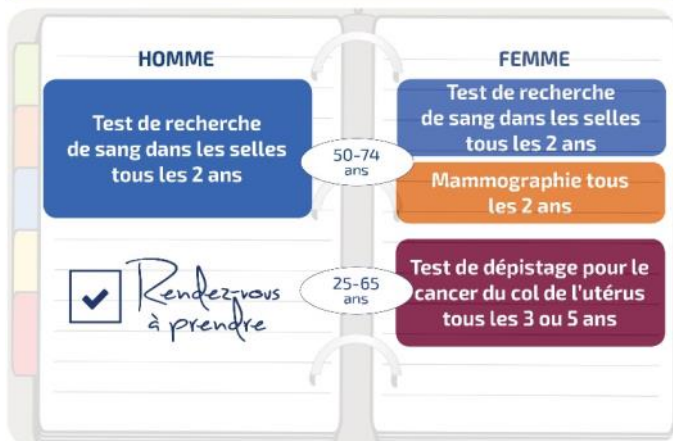 HOMME
Test de recherche
de sang dans les selles
tous les 2 ans
Rendez-vous
à prendre
50-74
ans
25-65
ans
FEMME
Test de recherche
de sang dans les selles
tous les 2 ans
Mammographie tous
les 2 ans
Test de dépistage pour le
cancer du col de l'utérus
tous les 3 ou 5 ans